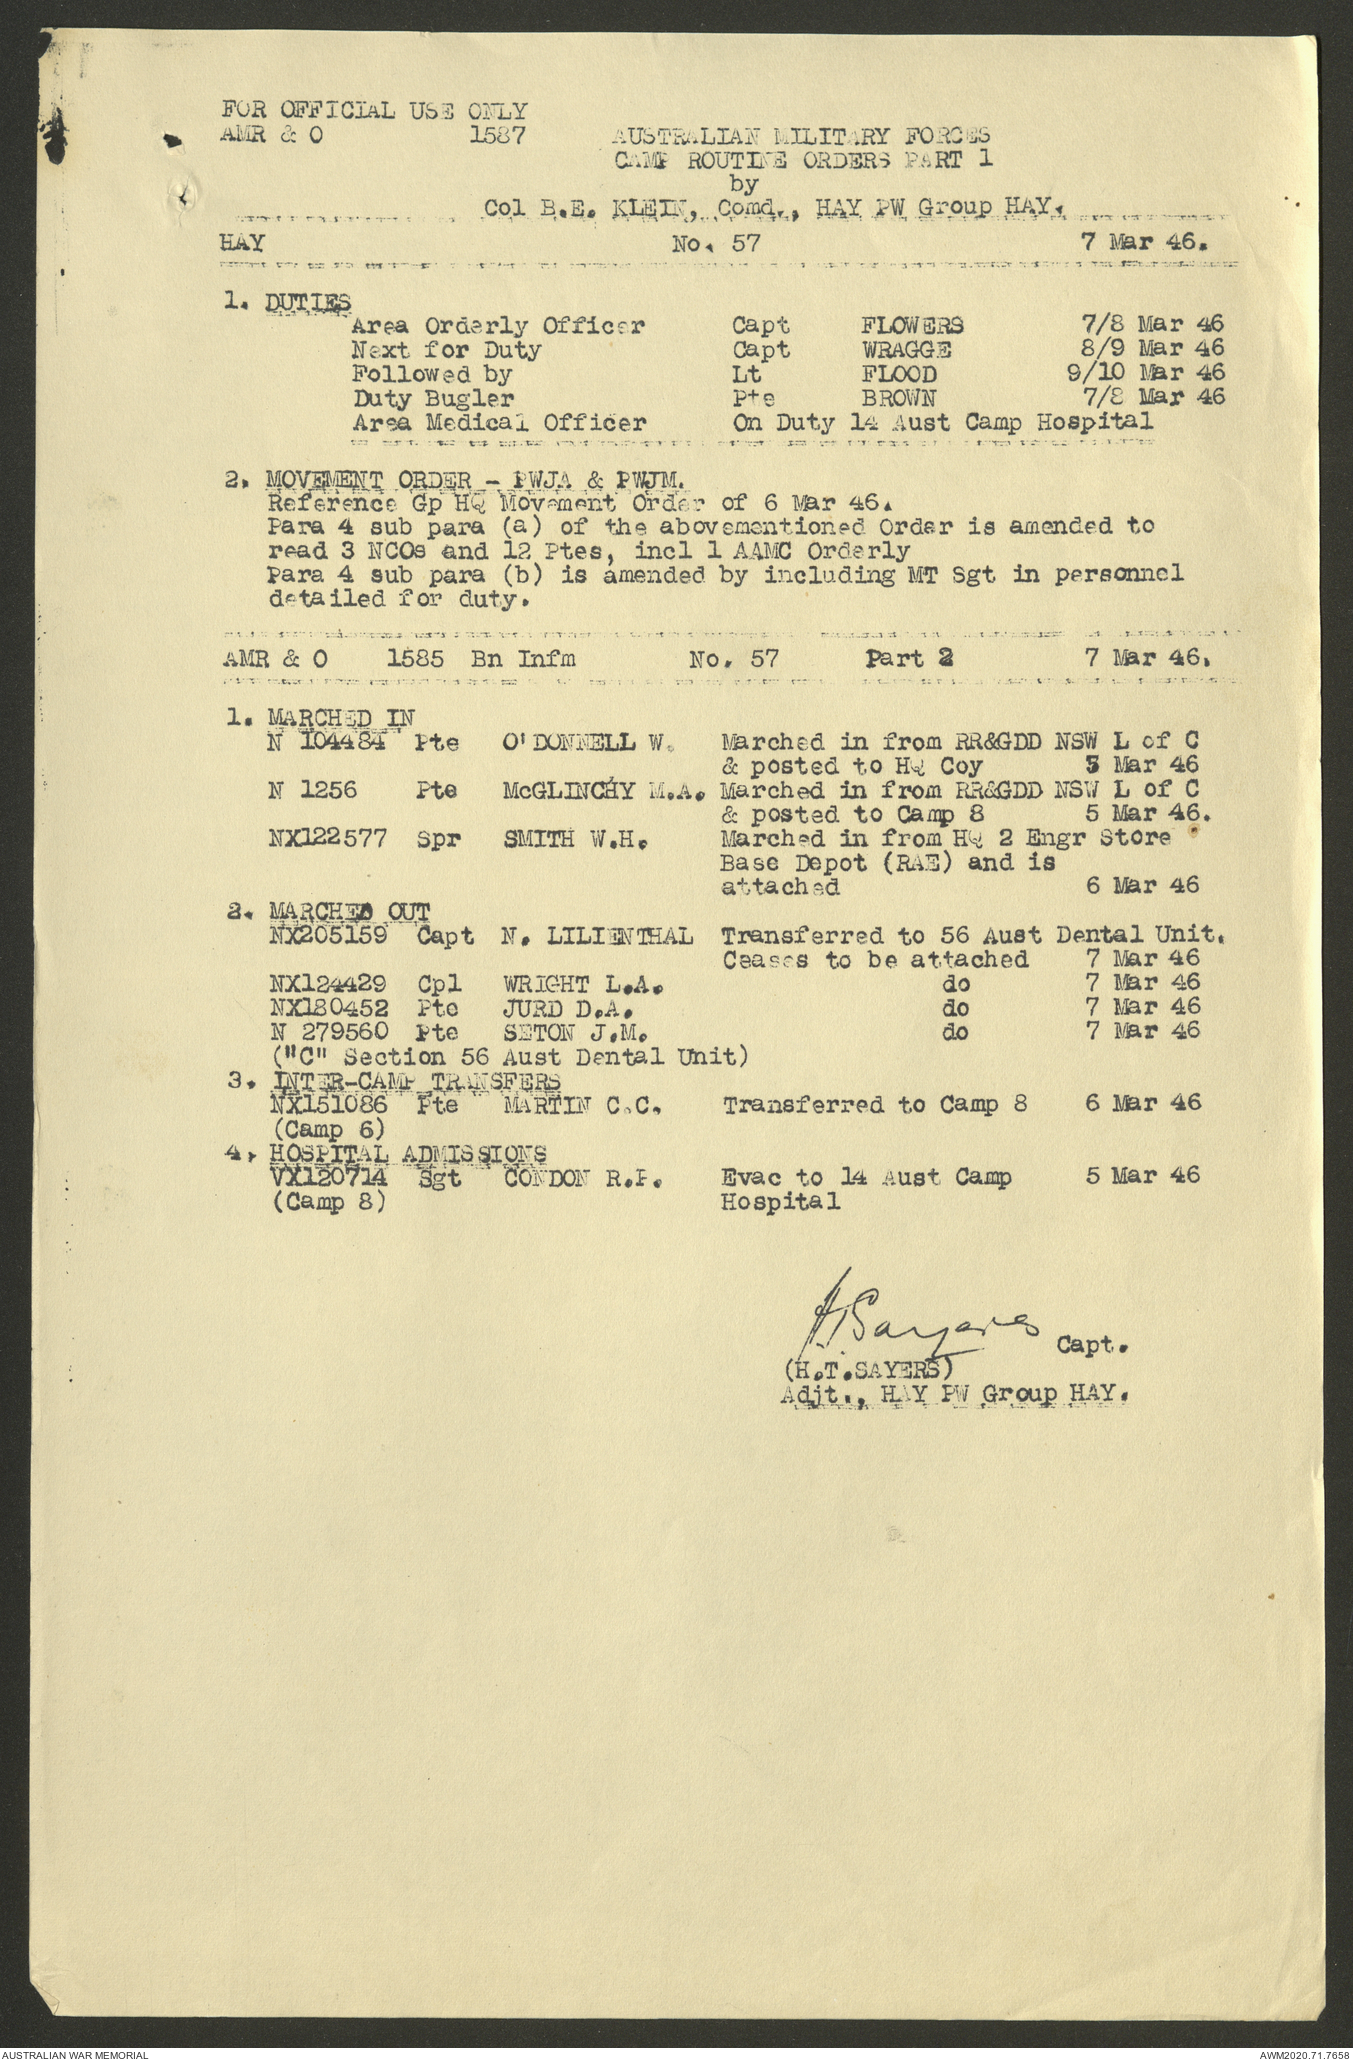 FOR OFFICIAL USE ONLY
AMR & O 1587 AUSTRALIAN MILITARY FORCES
CAMP ROUTINE ORDERS PART 1
by
Col B.E. KLEIN, Comd., HAY PW Group HAY.
HAY No. 57 7 Mar 46.
1. DUTIES
Area Orderly Officer Capt FLOWERS 7/8 Mar 46
Next for Duty Capt WRAGGE 8/9 Mar 46
Followed by Lt FLOOD 9/10 Mar 46
Duty Bugler Pte BROWN 7/8 Mar 46
Area Medical Officer On Duty 14 Aust Camp Hospital
2. MOVEMENT ORDER - PWJA & PWJM.
Reference Gp HQ Movement Order of 6 Mar 46.
Para 4 sub para (a) of the abovementioned Order is amended to
read 3 NCOs and 12 Ptes, incl 1 AAMC Orderly
Para 4 sub para (b) is amended by including MT Sgt in personnel
detailed for duty.
AMR & O 1585 Bn Infm No. 57 Part 2 7 Mar 46.
1. MARCHED IN
N 104484 Pte O'DONNELL W. Marched in from RR&GDD NSW L of C
& posted to HQ Coy Mar 46
N 1256 Pte McGLINCHY M.A. Marched in from RR&GDD NSW L of C
& posted to Camp 8 5 Mar 46.
NX122577 Spr SMITH W.H. Marched in from HQ 2 Engr Store
Base Depot (RAE) and is
attached 6 Mar 46
2. MARCHED OUT
NX205159 Capt N. LILIENTHAL Transferred to 56 Aust Dental Unit.
Ceases to be attached 7 Mar 46
NX124429 Cpl WRIGHT L.A. do 7 Mar 46
NX180452 Pte JURD D.A. do 7 Mar 46
N 279560 Pte SETON J.M. do 7 Mar 46
("C" Section 56 Aust Dental Unit)
3. INTER-CAMP TRANSFERS
NX151086 Pte MARTIN C.C. Transferred to Camp 8 6 Mar 46
(Camp 6)
4. HOSPITAL ADMISSIONS
VX120714 Sgt CONDON R.P. Evac to 14 Aust Camp 5 Mar 46
(Camp 8) Hospital
HTSayers Capt.
(H.T.SAYERS)
Adjt., HAY PW Group HAY.
AUSTRALIAN WAR MEMORIAL AWM2020.71.7658